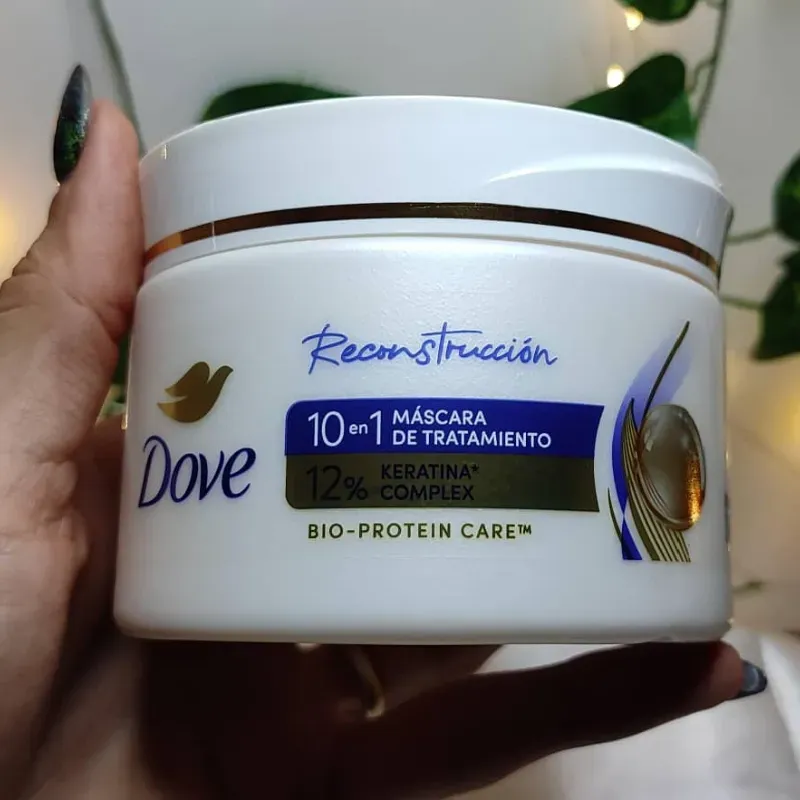 Reconstrucción
Dove
10 en 1 MÁSCARA
DE TRATAMIENTO
12% KERATINA*
COMPLEX
BIO-PROTEIN CARE™